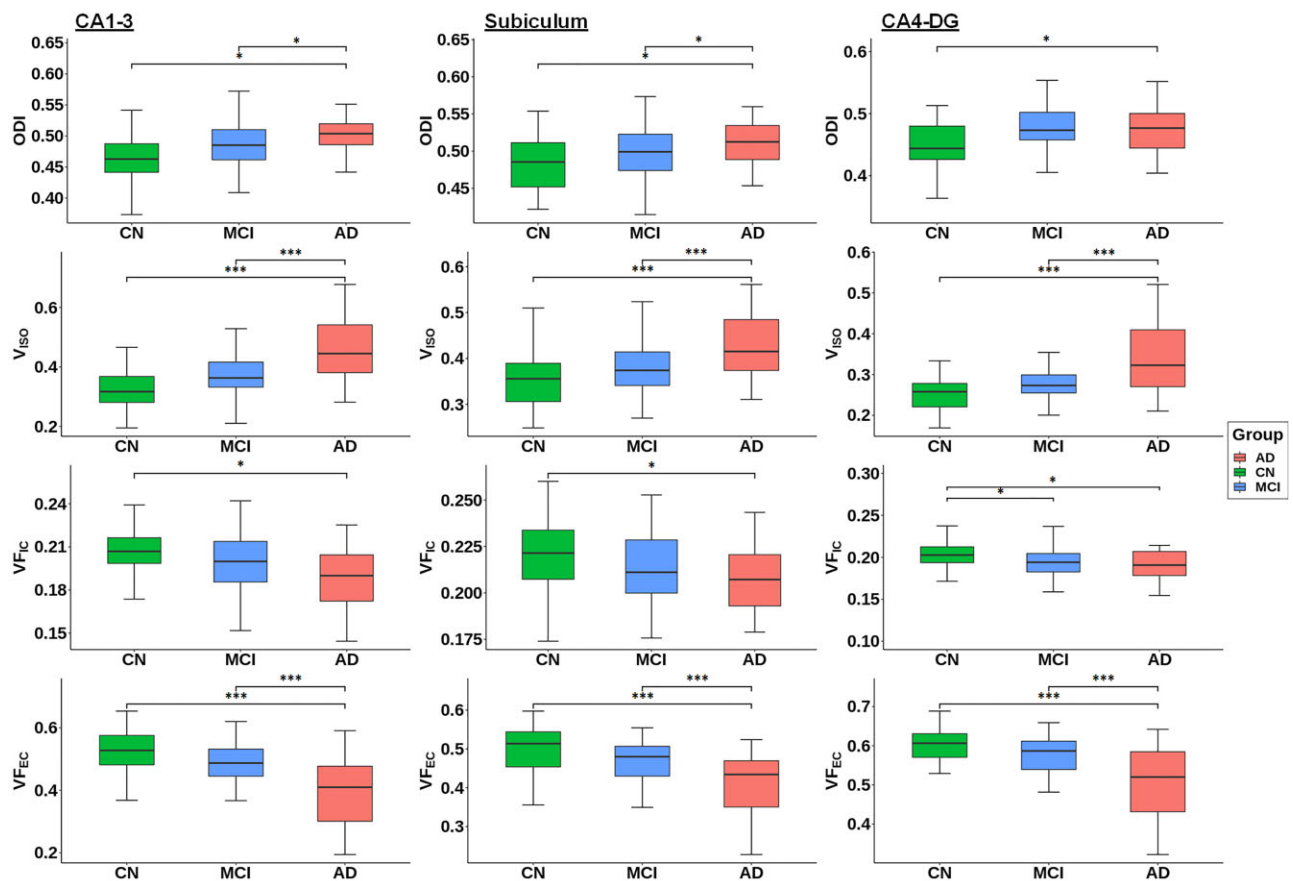 CA1-3
Subiculum
CA4-DG
ODI
0.65
0.60
0.55
0.50
0.45
0.40
*
*
CN MCI AD
ODI
0.65
0.60
0.55
0.50
0.45
*
*
CN MCI AD
ODI
0.6
0.5
0.4
*
CN MCI AD
VISO
0.6
0.4
0.2
***
***
CN MCI AD
VISO
0.6
0.5
0.4
0.3
***
***
CN MCI AD
VISO
0.6
0.5
0.4
0.3
0.2
***
***
CN MCI AD
VFIC
0.24
0.21
0.18
0.15
*
CN MCI AD
VFIC
0.250
0.225
0.200
0.175
*
CN MCI AD
VFIC
0.30
0.25
0.20
0.15
0.10
*
*
CN MCI AD
VFEC
0.6
0.4
0.2
***
***
CN MCI AD
VFEC
0.6
0.5
0.4
0.3
***
***
CN MCI AD
VFEC
0.7
0.6
0.5
0.4
***
***
CN MCI AD
Group
AD
CN
MCI